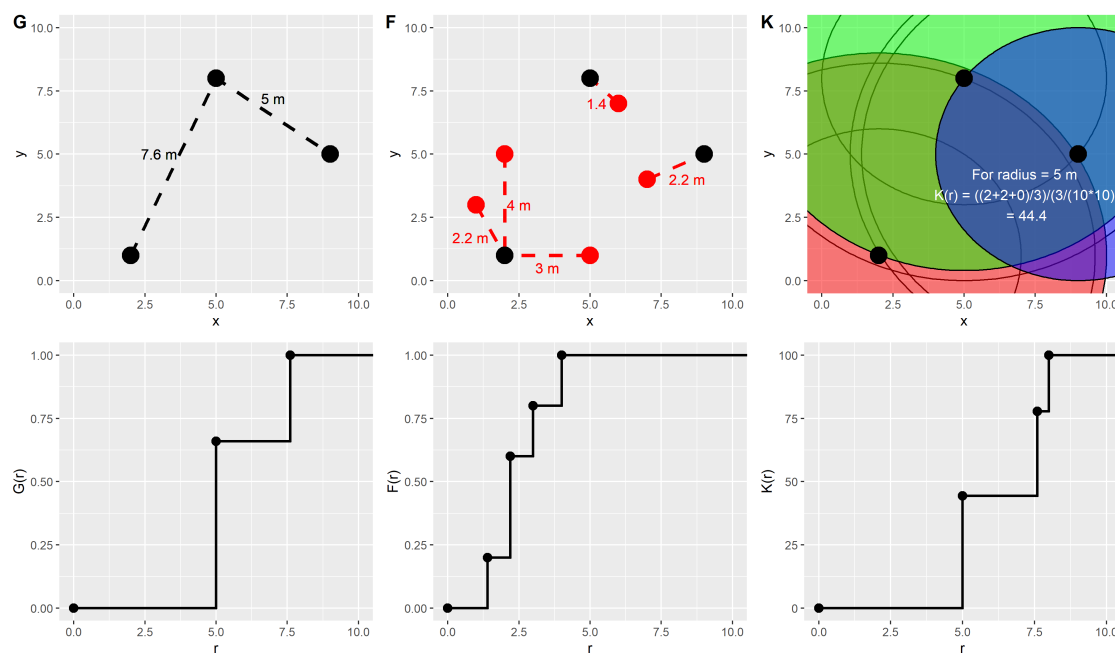 G
10.0
7.5
5.0
2.5
0.0
y
7.6 m
5 m
0.0 2.5 5.0 7.5 10.0
x
F
10.0
7.5
5.0
2.5
0.0
y
1.4
2.2 m
4 m
2.2 m
3 m
0.0 2.5 5.0 7.5 10.0
x
K
10.0
7.5
5.0
2.5
0.0
y
For radius = 5 m
K(r) = ((2+2+0)/3)/(3/(10*10))
= 44.4
0.0 2.5 5.0 7.5 10.0
x
1.00
0.75
0.50
0.25
0.00
G(r)
0.0 2.5 5.0 7.5 10.0
r
1.00
0.75
0.50
0.25
0.00
F(r)
0.0 2.5 5.0 7.5 10.0
r
100
75
50
25
0
K(r)
0.0 2.5 5.0 7.5 10.0
r